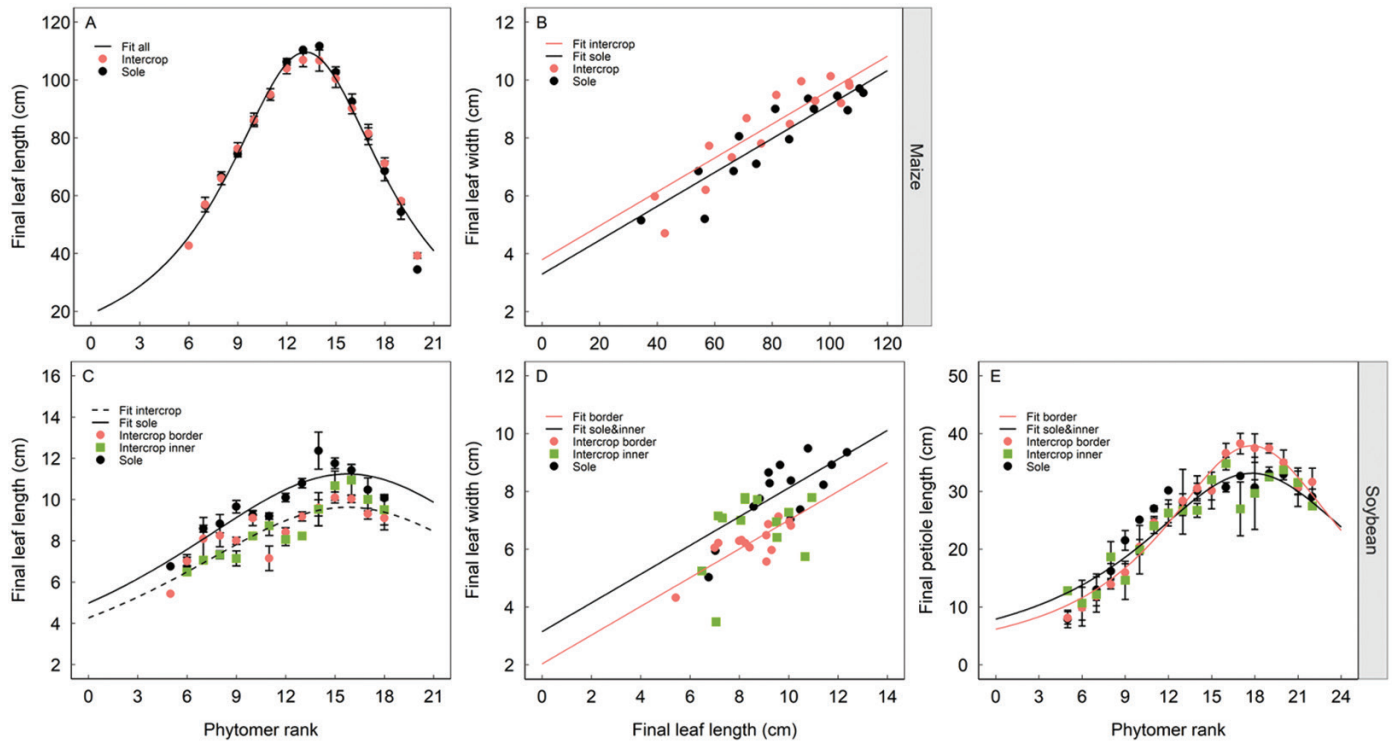 A
Fit all
Intercrop
Sole
Final leaf length (cm)
120
100
80
60
40
20
0 3 6 9 12 15 18 21
B
Fit intercrop
Fit sole
Intercrop
Sole
Final leaf width (cm)
12
10
8
6
4
2
0 20 40 60 80 100 120
Maize
C
Fit intercrop
Fit sole
Intercrop border
Intercrop inner
Sole
Final leaf length (cm)
16
14
12
10
8
6
4
2
0 3 6 9 12 15 18 21
Phytomer rank
D
Fit border
Fit sole&inner
Intercrop border
Intercrop inner
Sole
Final leaf width (cm)
12
10
8
6
4
2
0 2 4 6 8 10 12 14
Final leaf length (cm)
E
Fit border
Fit sole&inner
Intercrop border
Intercrop inner
Sole
Final petiole length (cm)
50
40
30
20
10
0
0 3 6 9 12 15 18 21 24
Phytomer rank
Soybean